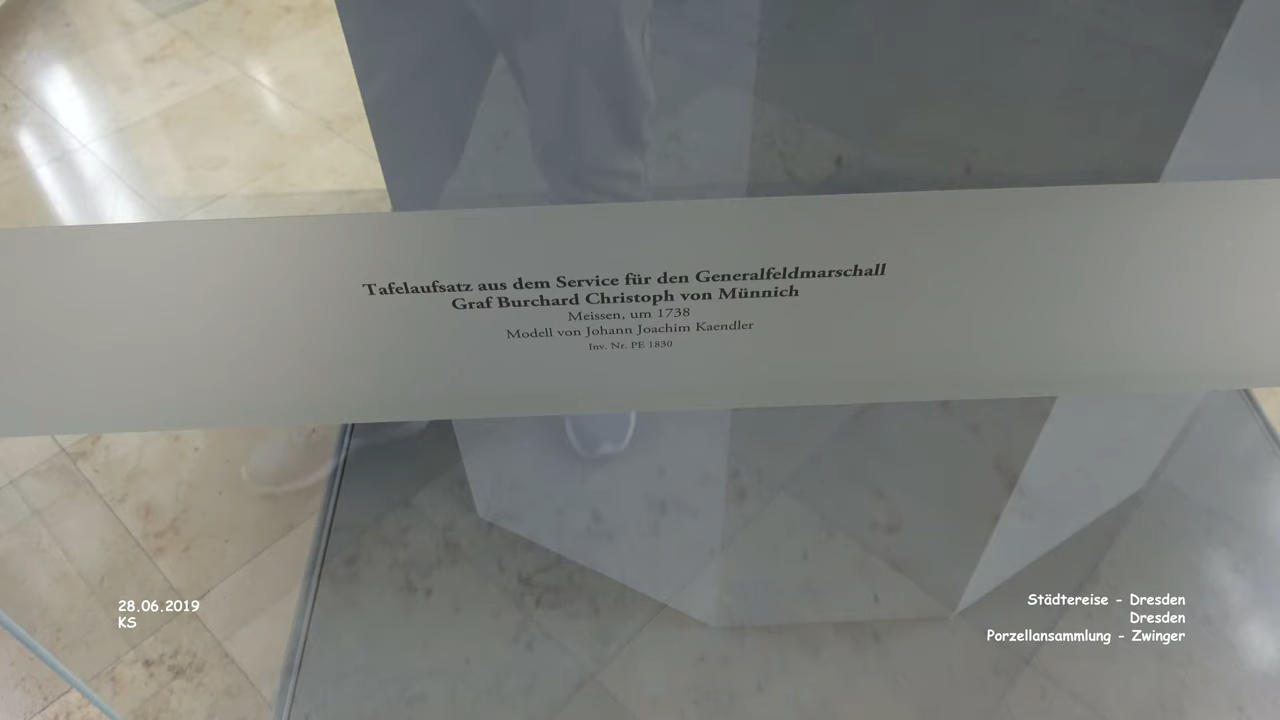 Tafelaufsatz aus dem Service für den Generalfeldmarschall
Graf Burchard Christoph von Münnich
Meissen, um 1738
Modell von Johann Joachim Kaendler
Inv. Nr. PE 1830
28.06.2019
KS
Städtereise - Dresden
Dresden
Porzellansammlung - Zwinger